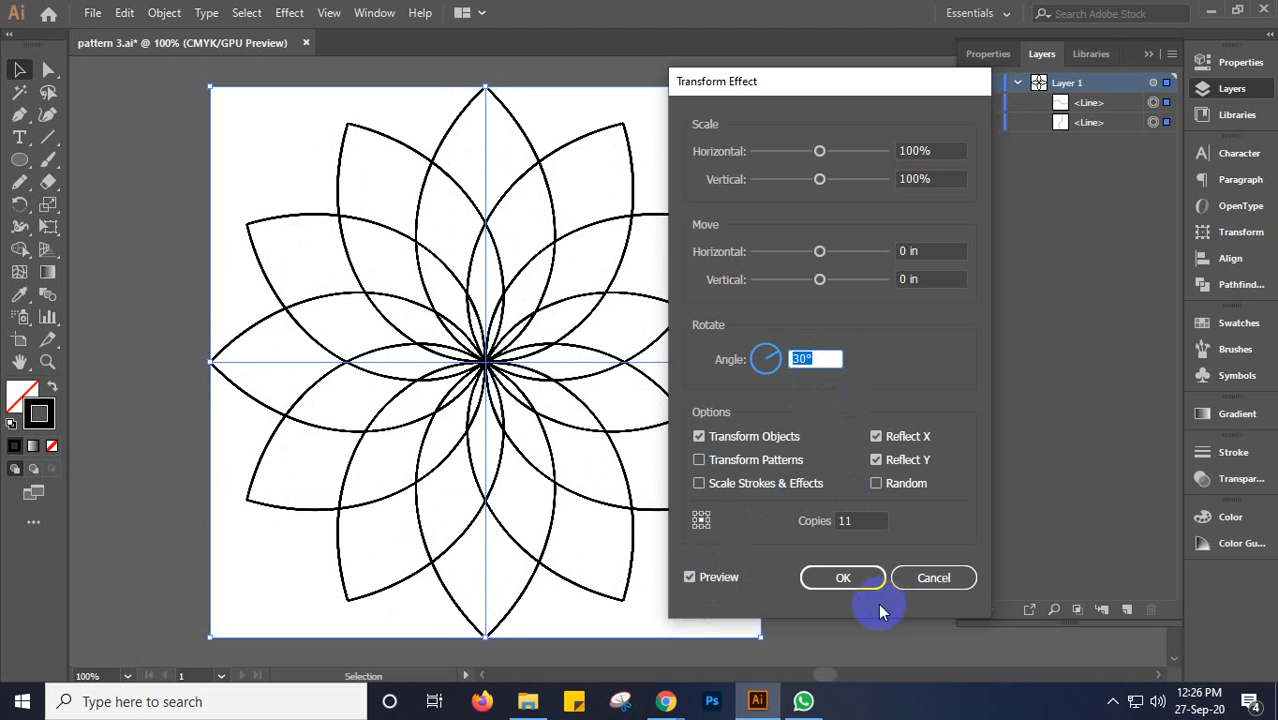 Ai File Edit Object Type Select Effect View Window Help Essentials Search Adobe Stock
pattern 3.ai* @ 100% (CMYK/GPU Preview)
Properties Layers Libraries
Layer 1
<Line>
<Line>
Transform Effect
Scale
Horizontal: 100%
Vertical: 100%
Move
Horizontal: 0 in
Vertical: 0 in
Rotate
Angle: 30°
Options
Transform Objects Reflect X
Transform Patterns Reflect Y
Scale Strokes & Effects Random
Copies 11
Preview OK Cancel
Properties
Layers
Libraries
Character
Paragraph
OpenType
Transform
Align
Pathfin...
Swatches
Brushes
Symbols
Gradient
Stroke
Transpar...
Color
Color Gu...
100% 1 Selection
Type here to search
Ps Ai
12:26 PM
27-Sep-20
4